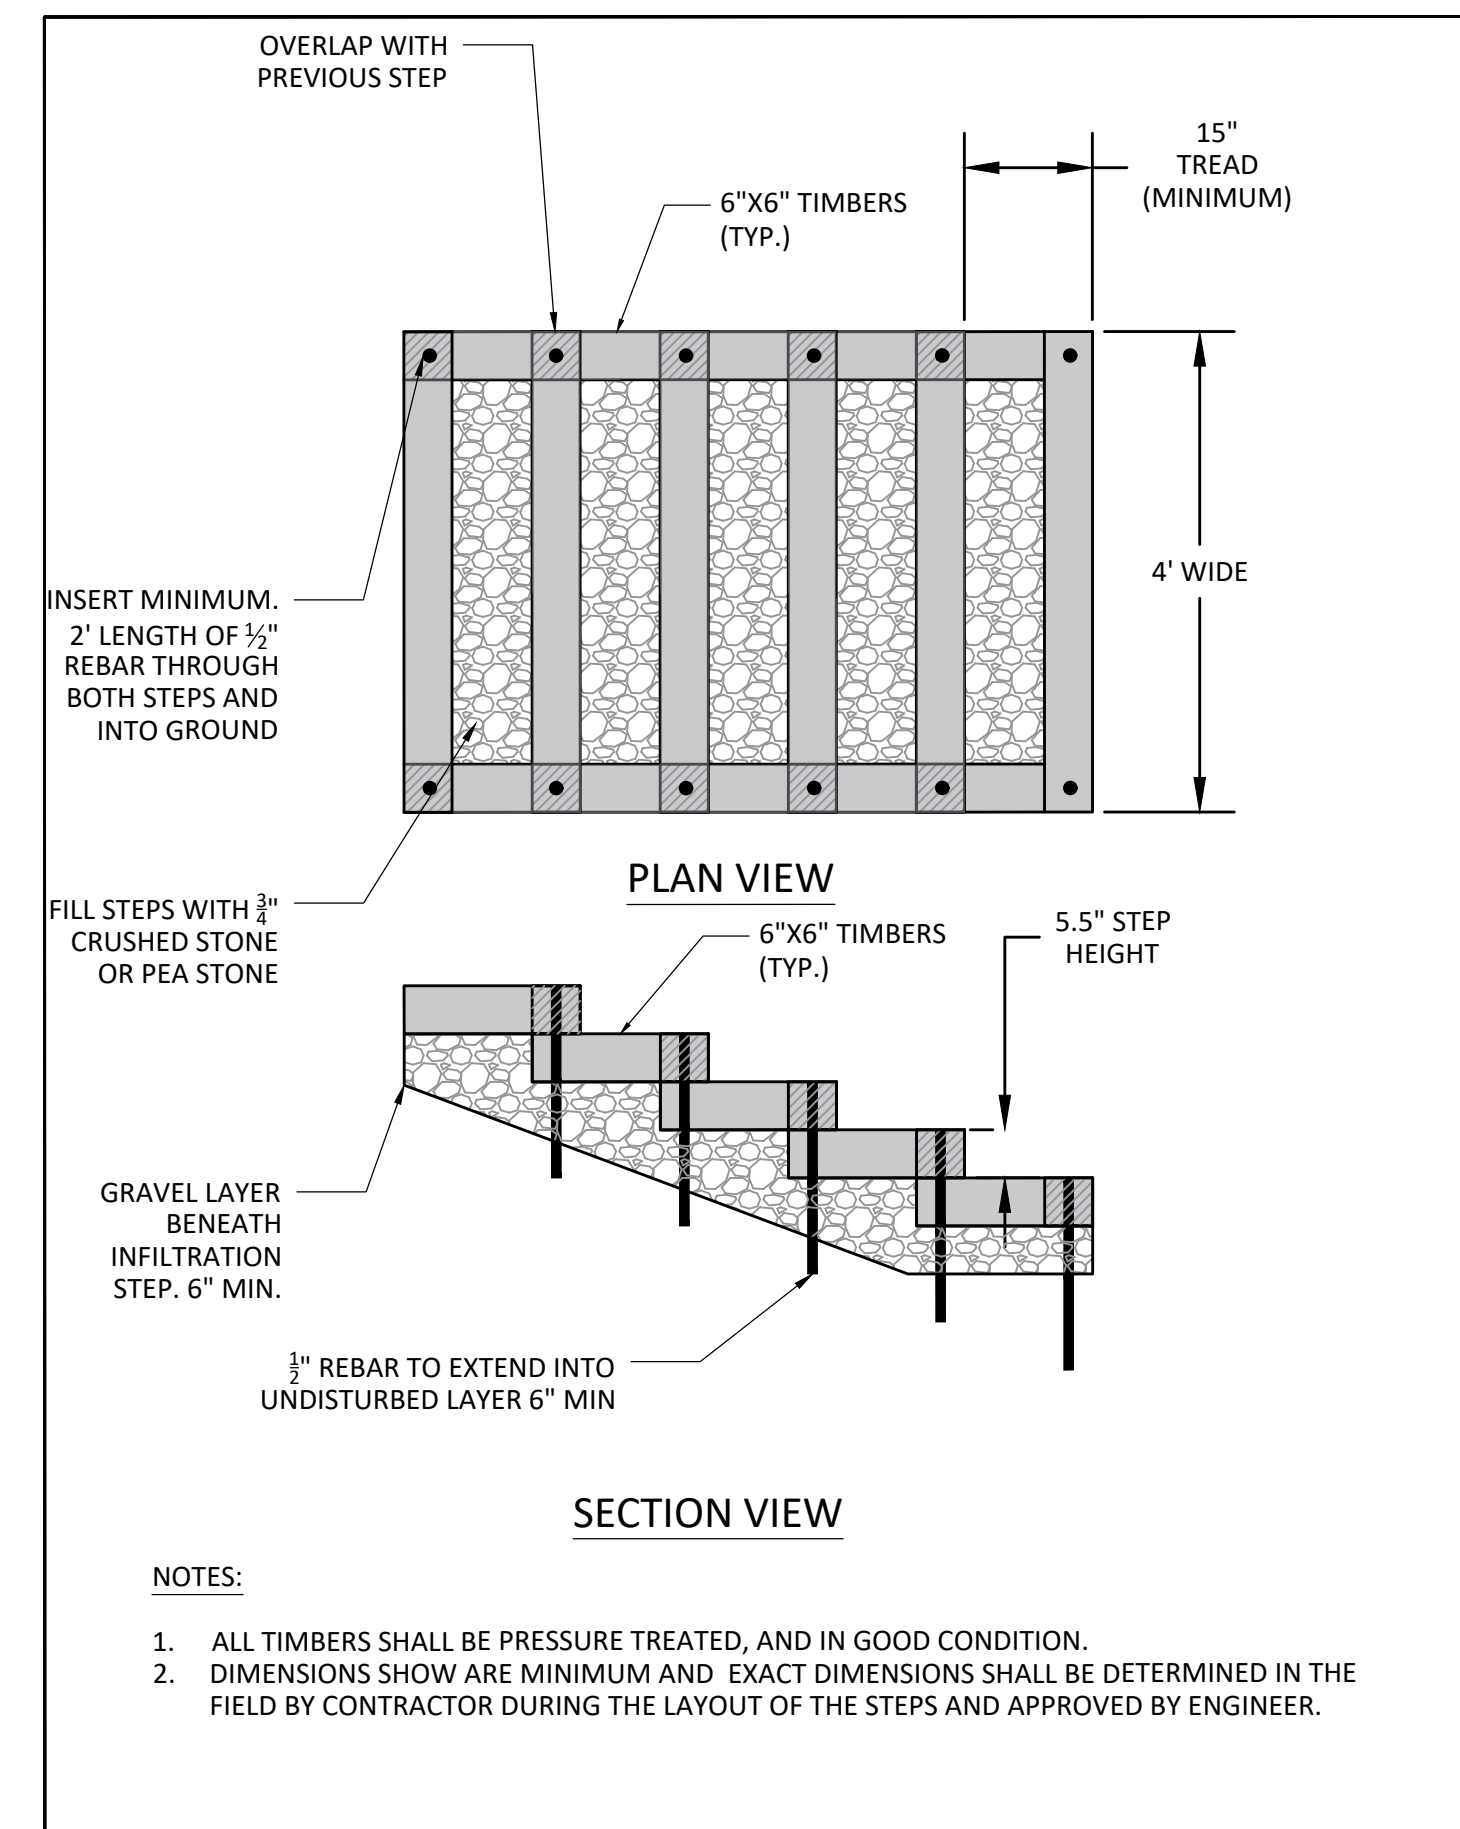 OVERLAP WITH
PREVIOUS STEP
15"
TREAD
(MINIMUM)
6"X6" TIMBERS
(TYP.)
4' WIDE
INSERT MINIMUM.
2' LENGTH OF ½"
REBAR THROUGH
BOTH STEPS AND
INTO GROUND
PLAN VIEW
FILL STEPS WITH ¾"
CRUSHED STONE
OR PEA STONE
6"X6" TIMBERS
(TYP.)
5.5" STEP
HEIGHT
GRAVEL LAYER
BENEATH
INFILTRATION
STEP. 6" MIN.
½" REBAR TO EXTEND INTO
UNDISTURBED LAYER 6" MIN
SECTION VIEW
NOTES:
1. ALL TIMBERS SHALL BE PRESSURE TREATED, AND IN GOOD CONDITION.
2. DIMENSIONS SHOW ARE MINIMUM AND EXACT DIMENSIONS SHALL BE DETERMINED IN THE
FIELD BY CONTRACTOR DURING THE LAYOUT OF THE STEPS AND APPROVED BY ENGINEER.